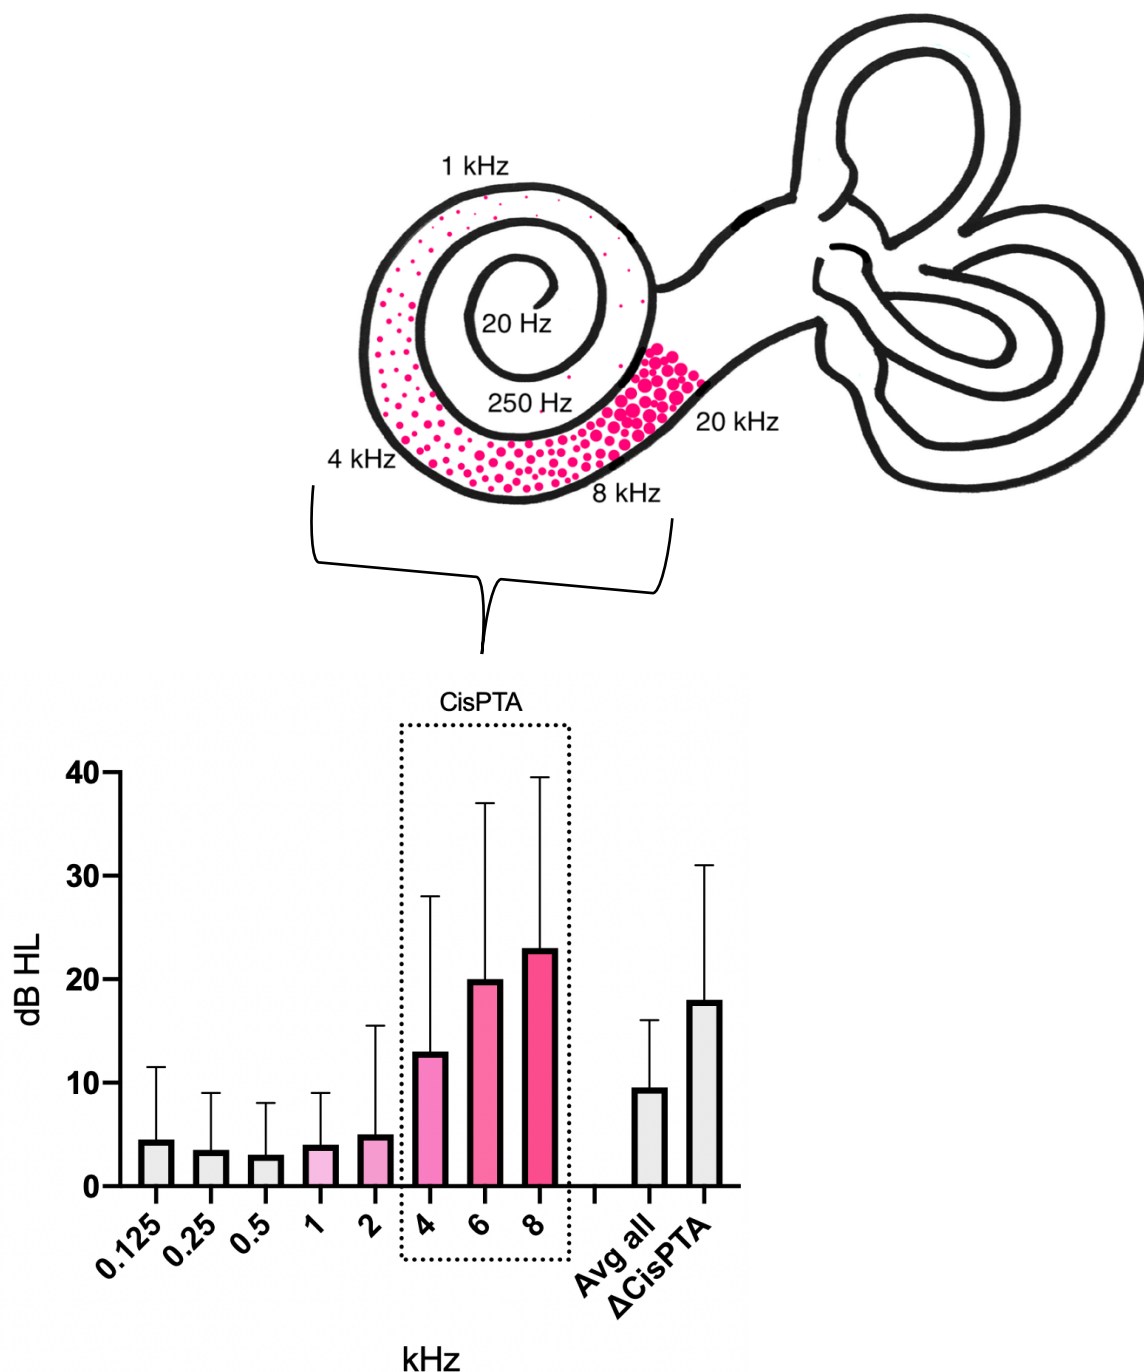 1 kHz
20 Hz
250 Hz
20 kHz
4 kHz
8 kHz
CisPTA
40
30
20
10
0
dB HL
0.125
0.25
0.5
1
2
4
6
8
Avg all
ΔCisPTA
kHz